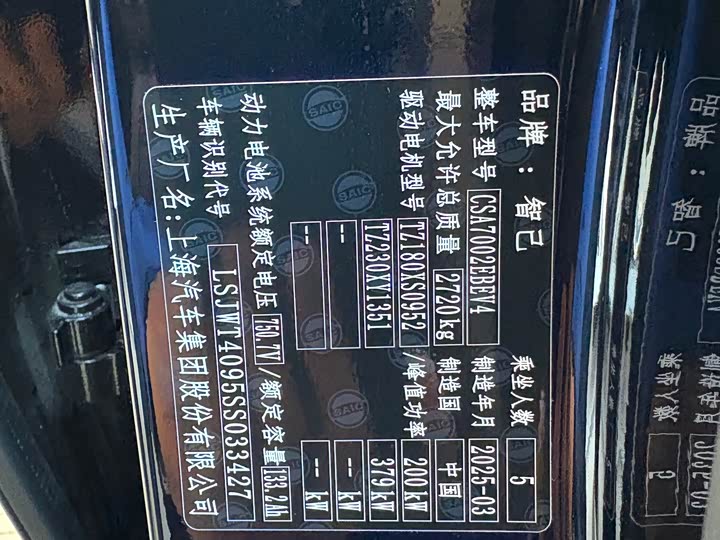 品牌：智己
乘坐人数 5
整车型号 CSA7002EBEV4 制造年月 2025-03
最大允许总质量 2720kg 制造国 中国
驱动电机型号 TZ180XS0952 /峰值功率 200kW
TZ230XY1351 379kW
-- -- kW
-- -- kW
动力电池系统额定电压 750.7V /额定容量 133.2Ah
车辆识别代号 LSJWT4095SS033427
生产厂名：上海汽车集团股份有限公司
SAIC